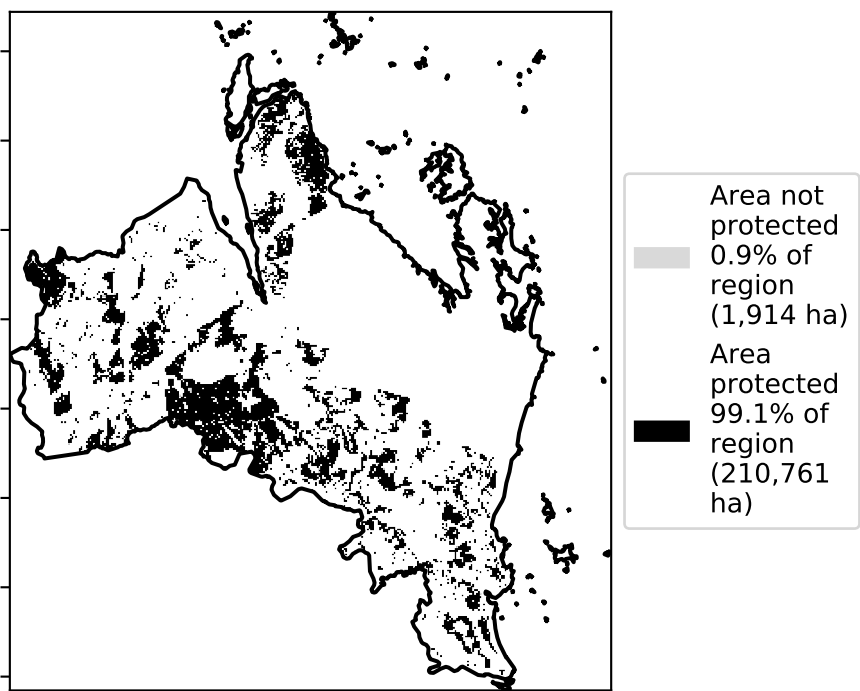 Area not
protected
0.9% of
region
(1,914 ha)
Area
protected
99.1% of
region
(210,761
ha)